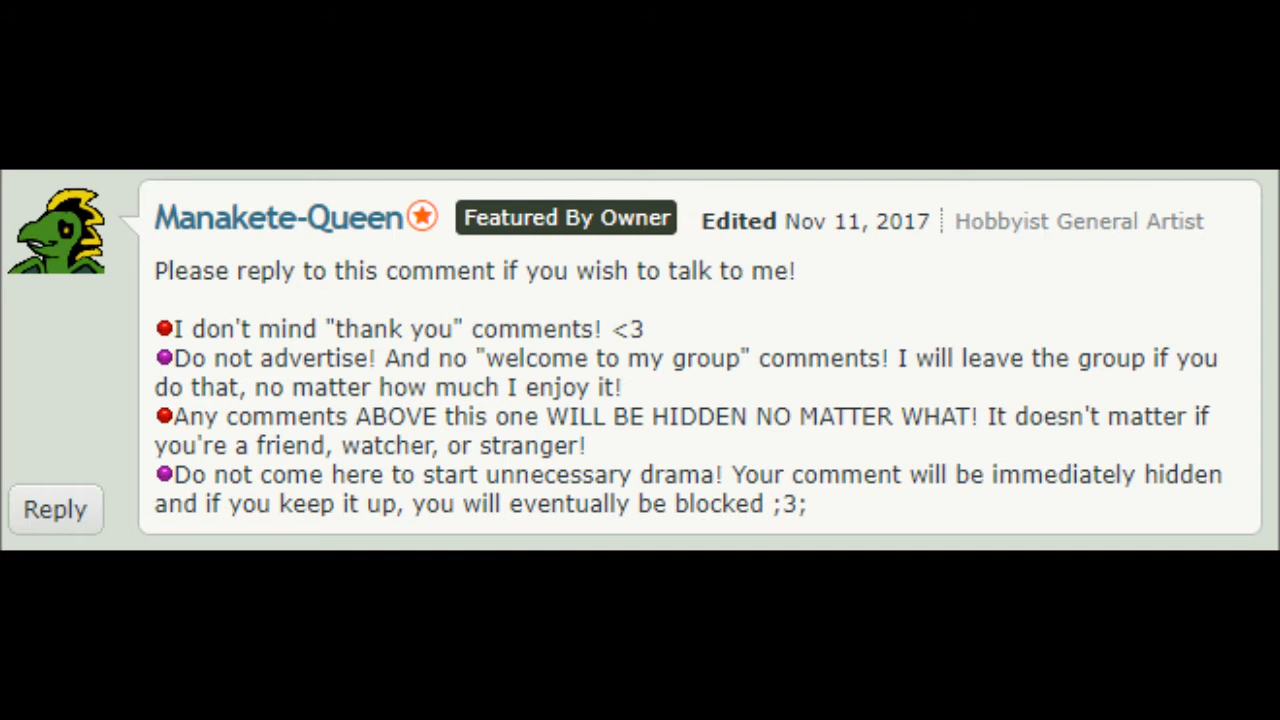 Manakete-Queen Featured By Owner Edited Nov 11, 2017 Hobbyist General Artist
Please reply to this comment if you wish to talk to me!
I don't mind "thank you" comments! <3
Do not advertise! And no "welcome to my group" comments! I will leave the group if you
do that, no matter how much I enjoy it!
Any comments ABOVE this one WILL BE HIDDEN NO MATTER WHAT! It doesn't matter if
you're a friend, watcher, or stranger!
Do not come here to start unnecessary drama! Your comment will be immediately hidden
and if you keep it up, you will eventually be blocked ;3;
Reply